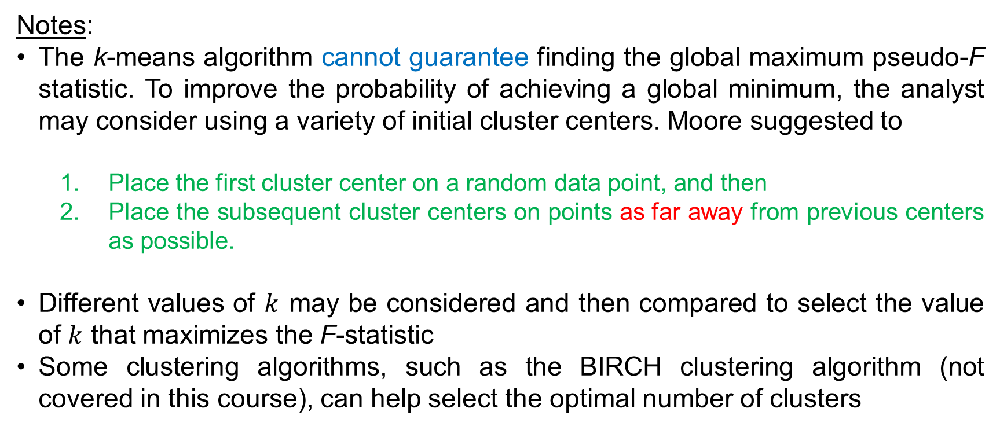 Notes:
• The k-means algorithm cannot guarantee finding the global maximum pseudo-F
statistic. To improve the probability of achieving a global minimum, the analyst
may consider using a variety of initial cluster centers. Moore suggested to
1. Place the first cluster center on a random data point, and then
2. Place the subsequent cluster centers on points as far away from previous centers
as possible.
• Different values of k may be considered and then compared to select the value
of k that maximizes the F-statistic
• Some clustering algorithms, such as the BIRCH clustering algorithm (not
covered in this course), can help select the optimal number of clusters